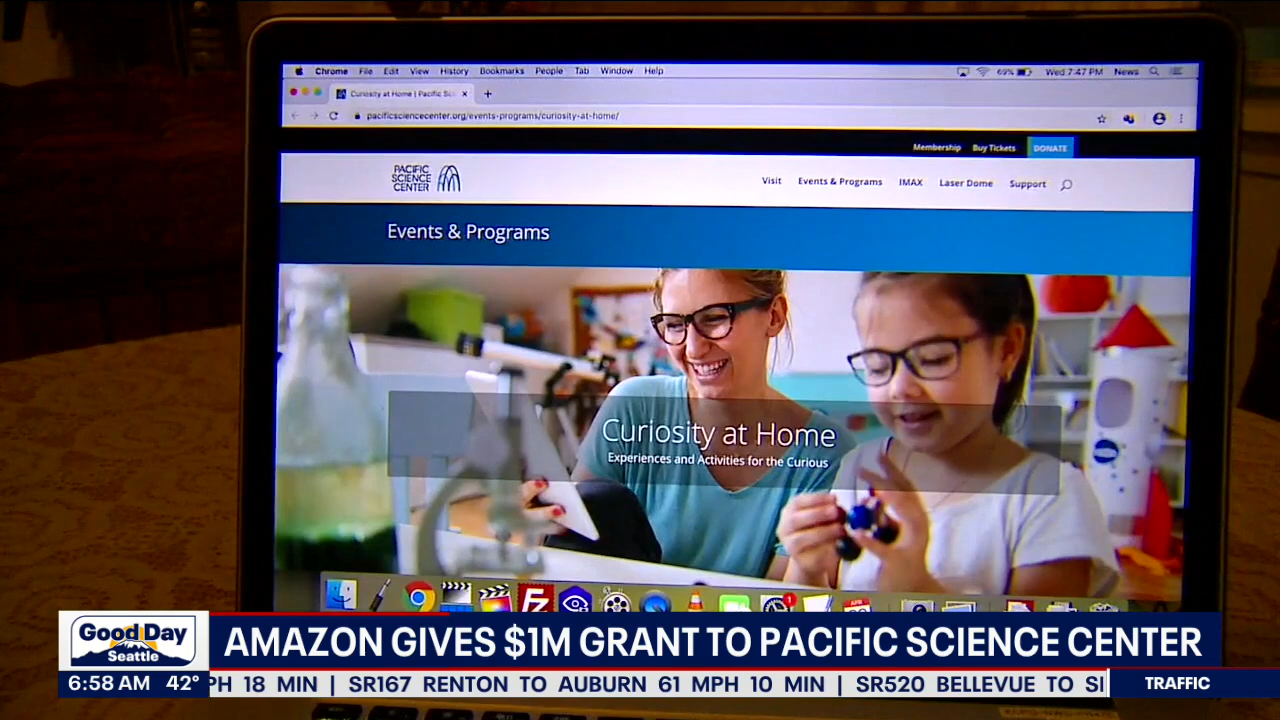 Chrome File Edit View History Bookmarks People Tab Window Help
69% Wed 7:47 PM News
Curiosity at Home | Pacific Sci
pacificsciencecenter.org/events-programs/curiosity-at-home/
Membership Buy Tickets DONATE
PACIFIC
SCIENCE
CENTER
Visit Events & Programs IMAX Laser Dome Support
Events & Programs
Curiosity at Home
Experiences and Activities for the Curious
FZ
1
APR
Good Day
Seattle
AMAZON GIVES $1M GRANT TO PACIFIC SCIENCE CENTER
6:58 AM 42° PH 18 MIN | SR167 RENTON TO AUBURN 61 MPH 10 MIN | SR520 BELLEVUE TO SI TRAFFIC